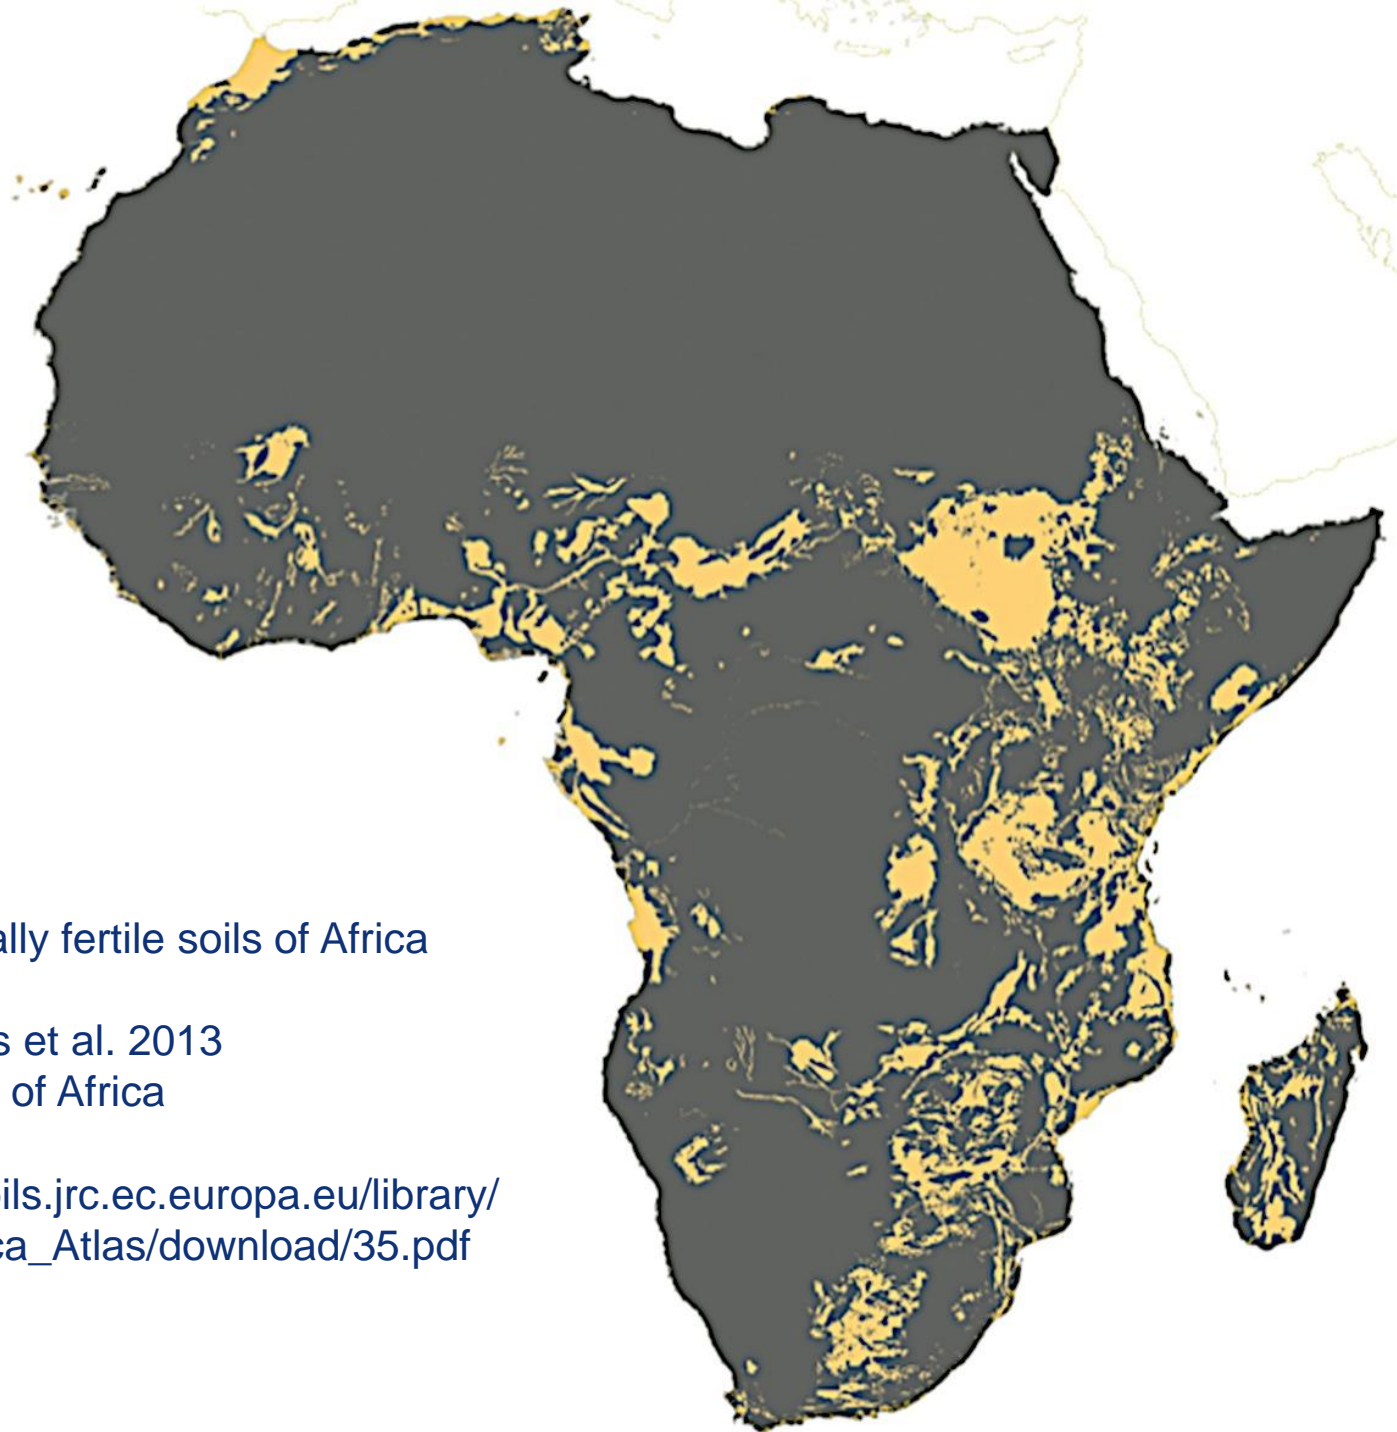 ally fertile soils of Africa
s et al. 2013
of Africa
oils.jrc.ec.europa.eu/library/
ca_Atlas/download/35.pdf